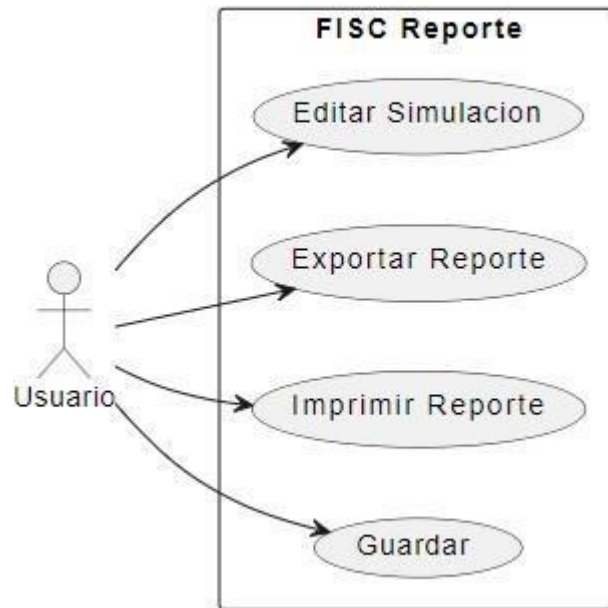 FISC Reporte
Editar Simulacion
Exportar Reporte
Usuario
Imprimir Reporte
Guardar